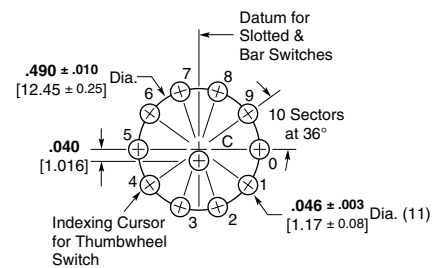 Datum for
Slotted &
Bar Switches
.490 ± .010 Dia.
[12.45 ± 0.25]
7
8
6
9
10 Sectors
at 36°
5
C
.040
[1.016]
0
4
1
3
2
.046 ± .003 Dia. (11)
[1.17 ± 0.08]
Indexing Cursor
for Thumbwheel
Switch